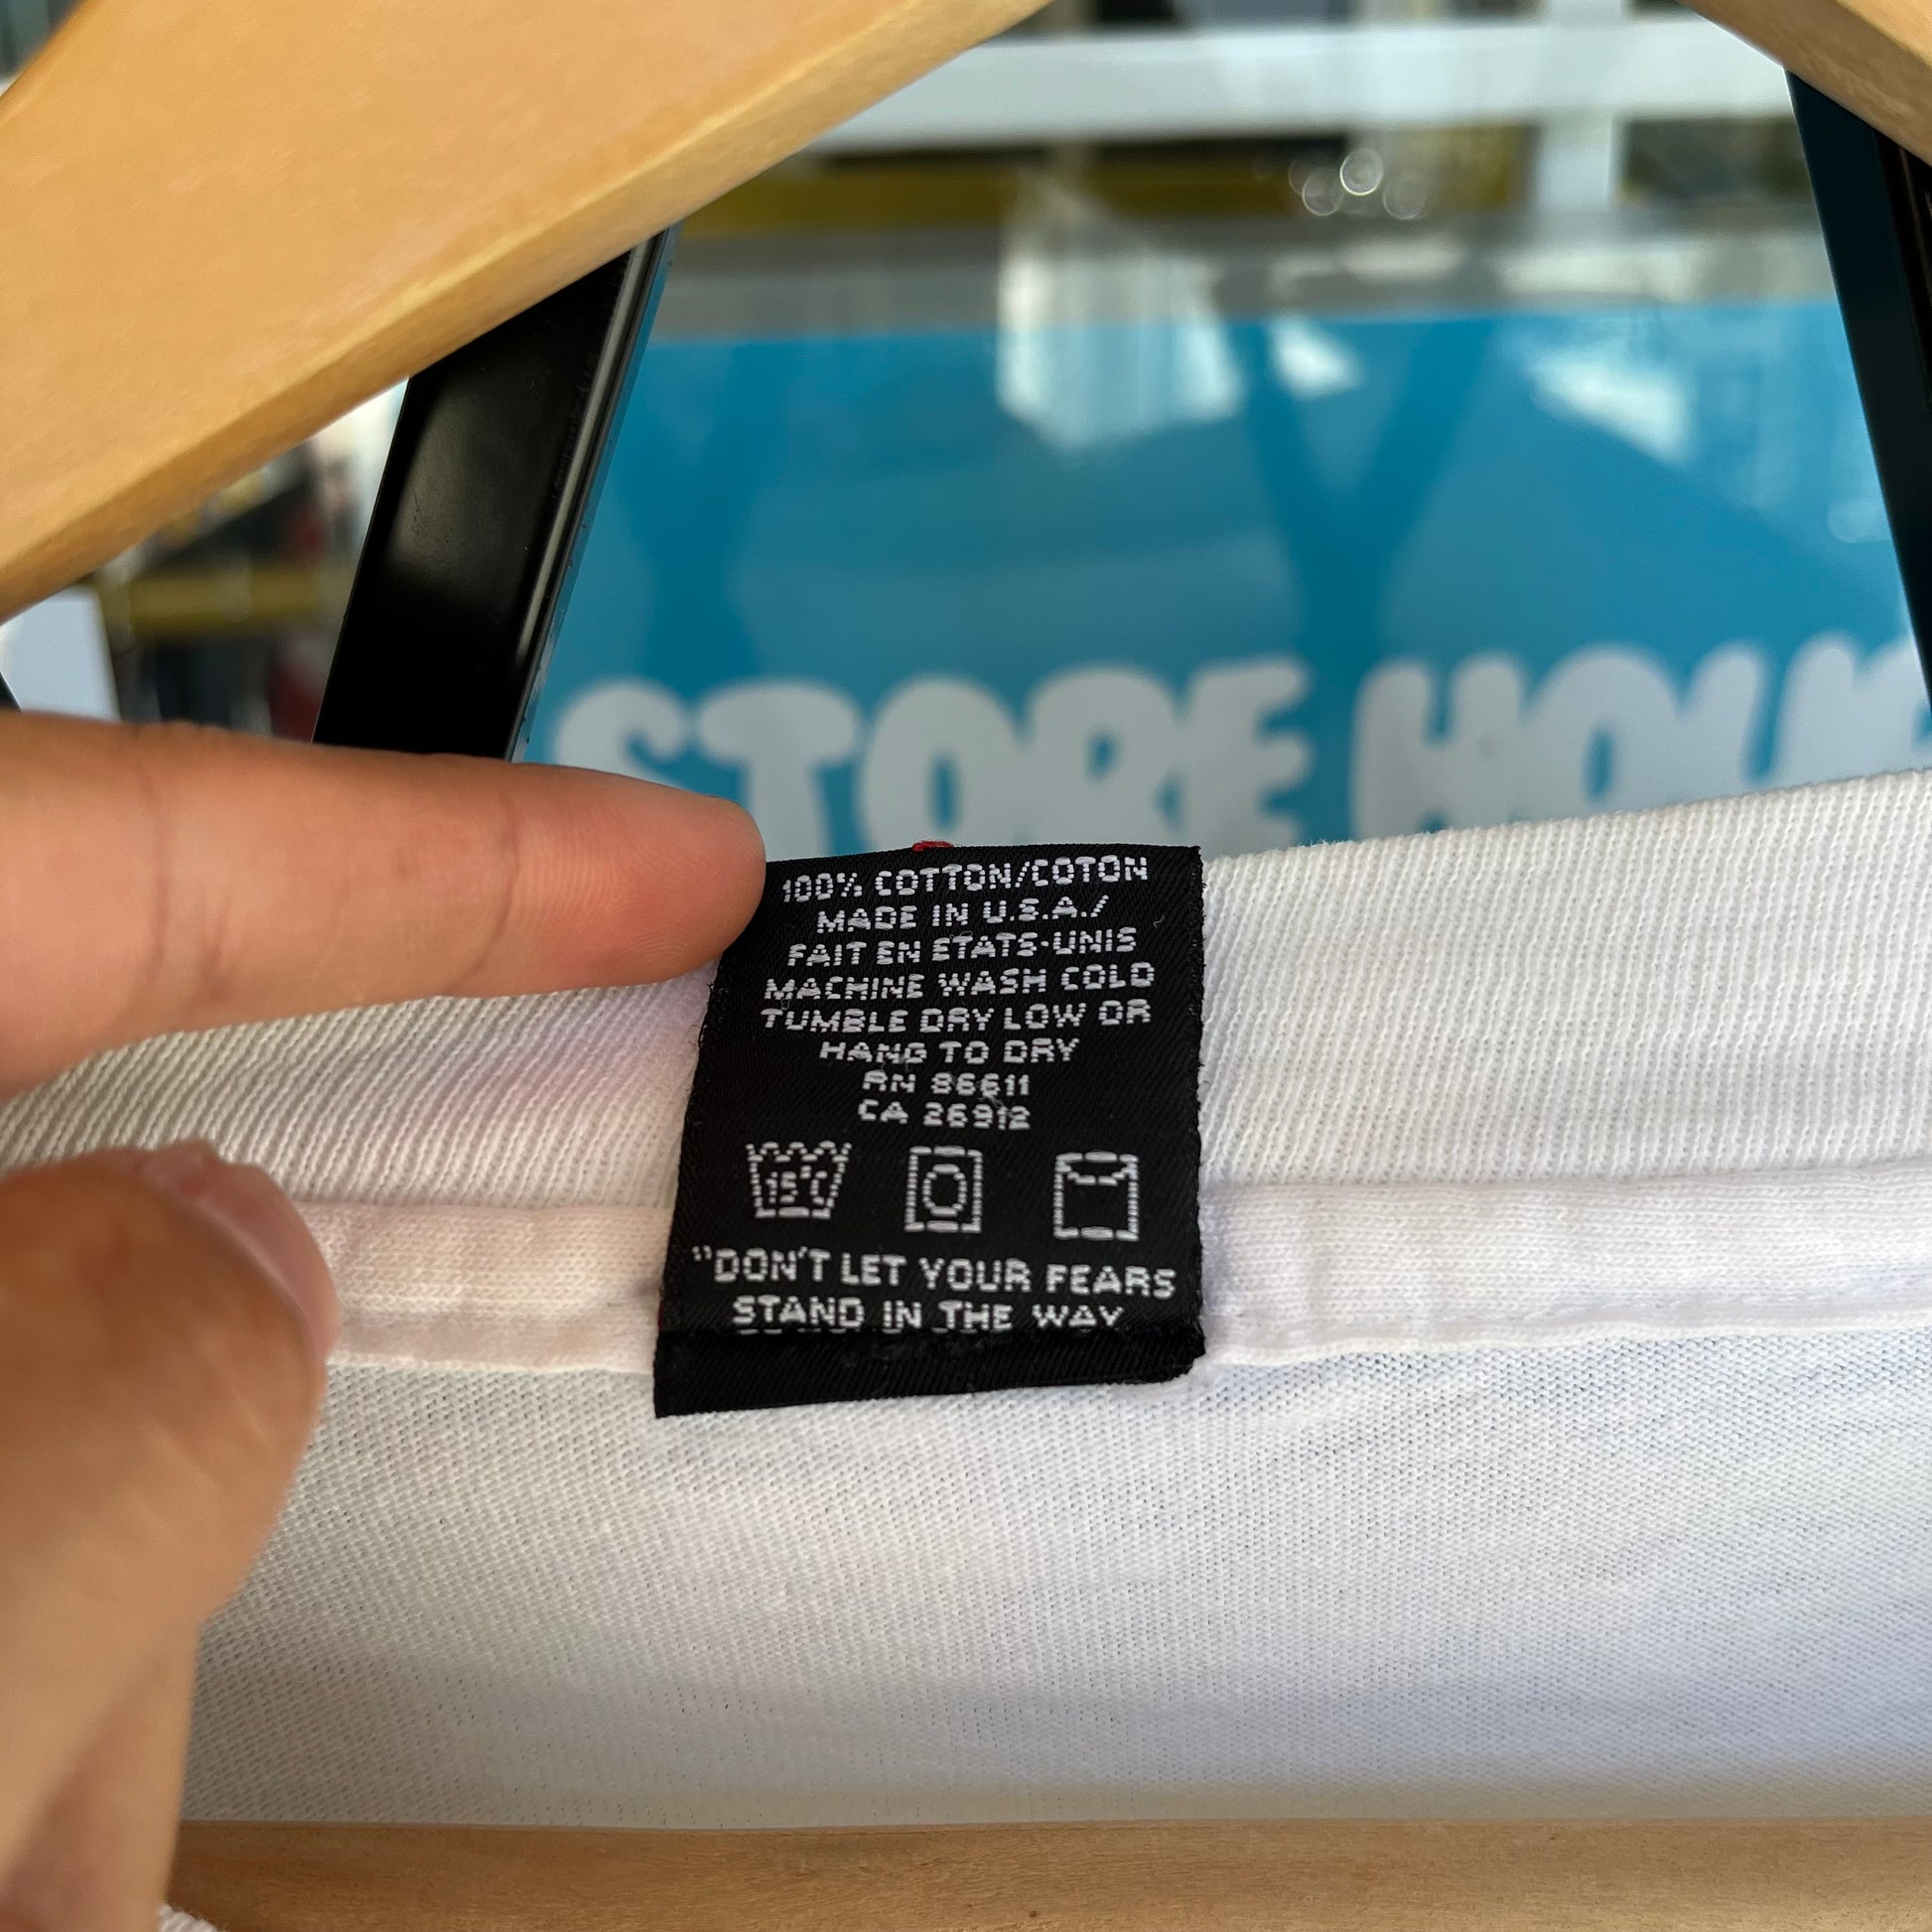 STORE HOU
100% COTTON/COTON
MADE IN U.S.A./
FAIT EN ETATS-UNIS
MACHINE WASH COLD
TUMBLE DRY LOW OR
HANG TO DRY
RN 86611
CA 26912
15°C
"DON'T LET YOUR FEARS
STAND IN THE WAY